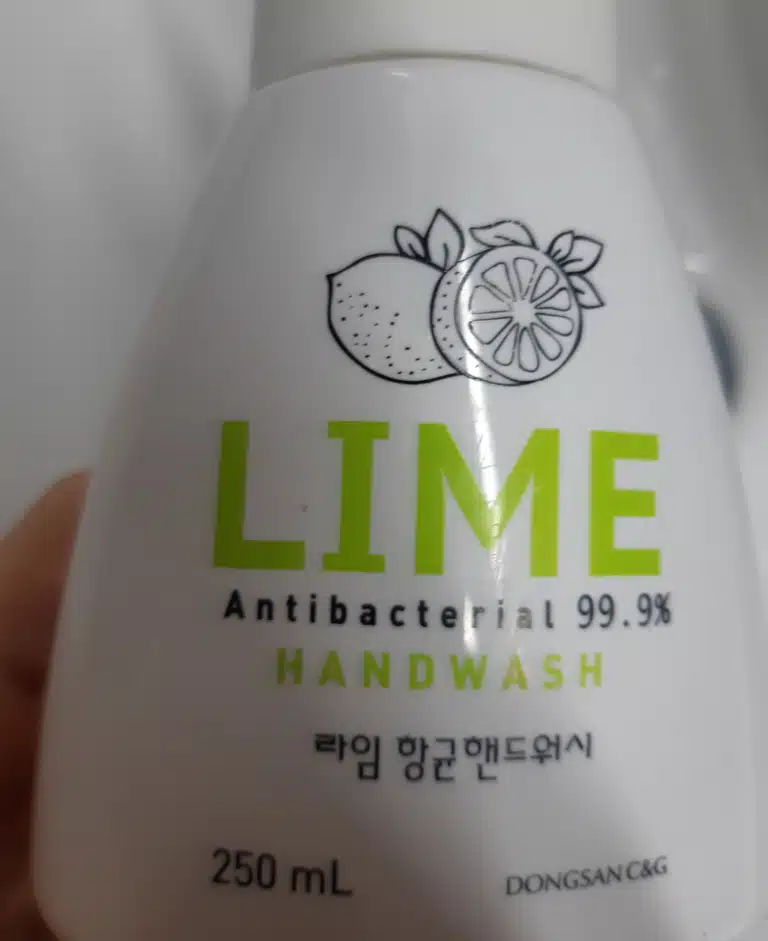 LIME
Antibacterial 99.9%
HANDWASH
라임 항균핸드워시
250 mL
DONGSAN C&G